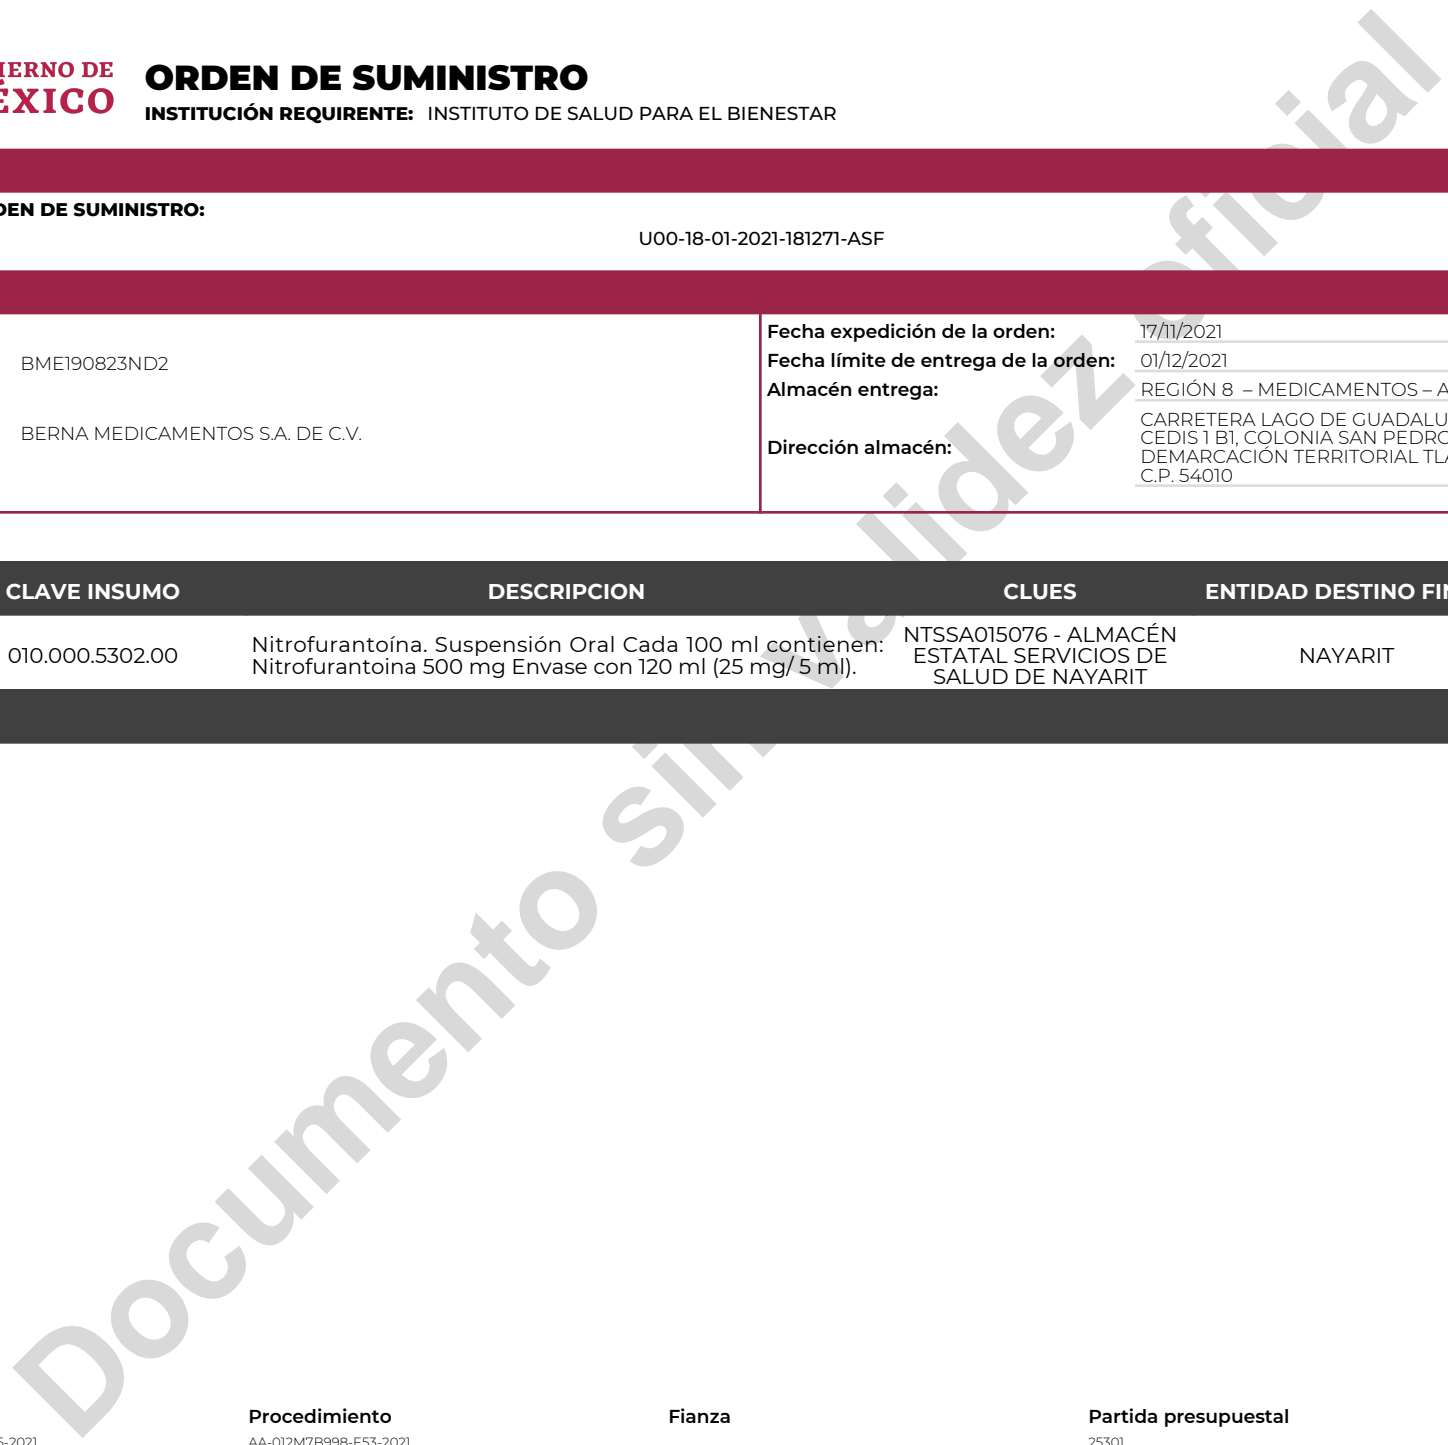 IERNO DE
ÉXICO
ORDEN DE SUMINISTRO
INSTITUCIÓN REQUIRENTE: INSTITUTO DE SALUD PARA EL BIENESTAR
DEN DE SUMINISTRO:
U00-18-01-2021-181271-ASF
BME190823ND2
BERNA MEDICAMENTOS S.A. DE C.V.
Fecha expedición de la orden: 17/11/2021
Fecha límite de entrega de la orden: 01/12/2021
Almacén entrega: REGIÓN 8 – MEDICAMENTOS – A
Dirección almacén:
CARRETERA LAGO DE GUADALU
CEDIS 1 B1, COLONIA SAN PEDRO
DEMARCACIÓN TERRITORIAL TLA
C.P. 54010
CLAVE INSUMO DESCRIPCION CLUES ENTIDAD DESTINO FIN
010.000.5302.00
Nitrofurantoína. Suspensión Oral Cada 100 ml contienen:
Nitrofurantoina 500 mg Envase con 120 ml (25 mg/ 5 ml).
NTSSA015076 - ALMACÉN
ESTATAL SERVICIOS DE
SALUD DE NAYARIT
NAYARIT
Documento sin validez oficial
Procedimiento Fianza Partida presupuestal
5-2021 AA-012M7B998-E53-2021 25301